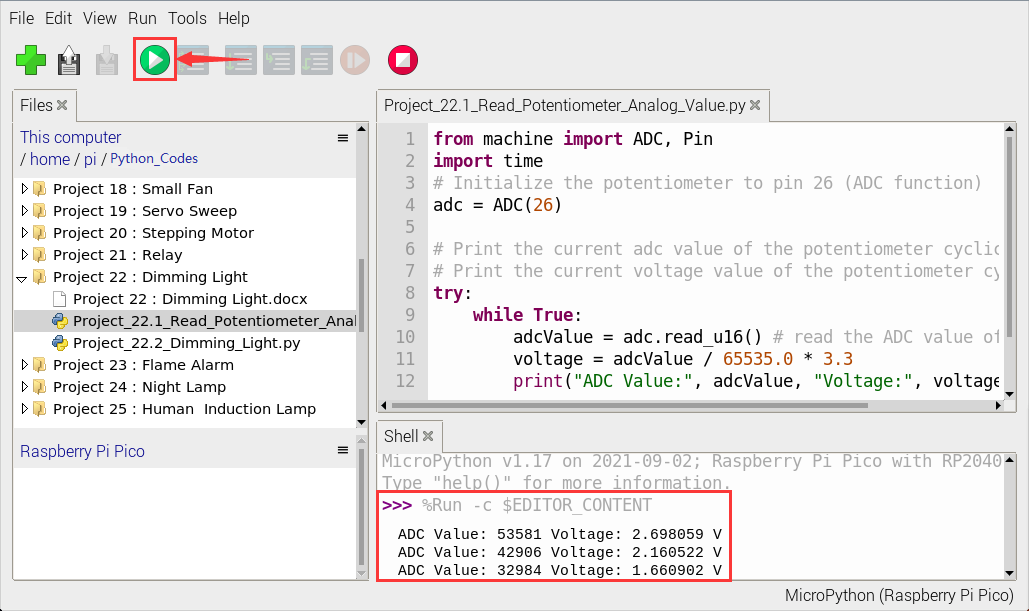 File Edit View Run Tools Help
Files
This computer
/ home / pi / Python_Codes
Project 18 : Small Fan
Project 19 : Servo Sweep
Project 20 : Stepping Motor
Project 21 : Relay
Project 22 : Dimming Light
Project 22 : Dimming Light.docx
Project_22.1_Read_Potentiometer_Anal
Project_22.2_Dimming_Light.py
Project 23 : Flame Alarm
Project 24 : Night Lamp
Project 25 : Human  Induction Lamp
Raspberry Pi Pico
Project_22.1_Read_Potentiometer_Analog_Value.py
1 from machine import ADC, Pin
2 import time
3 # Initialize the potentiometer to pin 26 (ADC function)
4 adc = ADC(26)
5
6 # Print the current adc value of the potentiometer cyclic
7 # Print the current voltage value of the potentiometer cy
8 try:
9     while True:
10         adcValue = adc.read_u16() # read the ADC value of
11         voltage = adcValue / 65535.0 * 3.3
12         print("ADC Value:", adcValue, "Voltage:", voltage
Shell
MicroPython v1.17 on 2021-09-02; Raspberry Pi Pico with RP2040
Type "help()" for more information.
>>> %Run -c $EDITOR_CONTENT
ADC Value: 53581 Voltage: 2.698059 V
ADC Value: 42906 Voltage: 2.160522 V
ADC Value: 32984 Voltage: 1.660902 V
MicroPython (Raspberry Pi Pico)